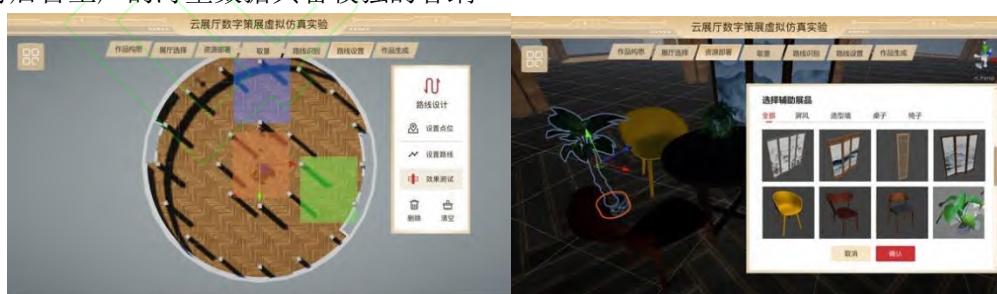 云展厅数字策展虚拟仿真实验
作品构思 展厅选择 资源部署 取景 路线识别 路线设置 作品生成
路线设计
设置点位
设置路线
效果测试
删除 清空
云展厅数字策展虚拟仿真实验
作品构思 展厅选择 资源部署 取景 路线识别 路线设置 作品生成
选择辅助展品
全部 屏风 造型墙 桌子 椅子
取消 确认